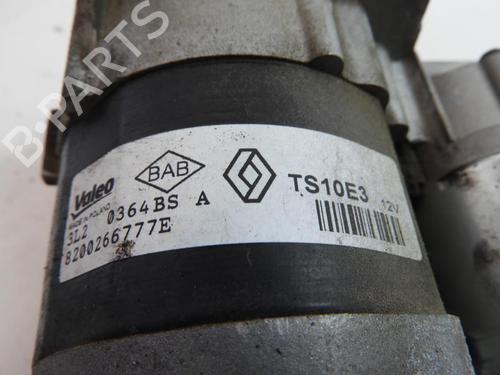 B-PARTS
Valeo
MADE IN POLAND
BAB
TS10E3
12V
3L2 0364BS A
8200266777E